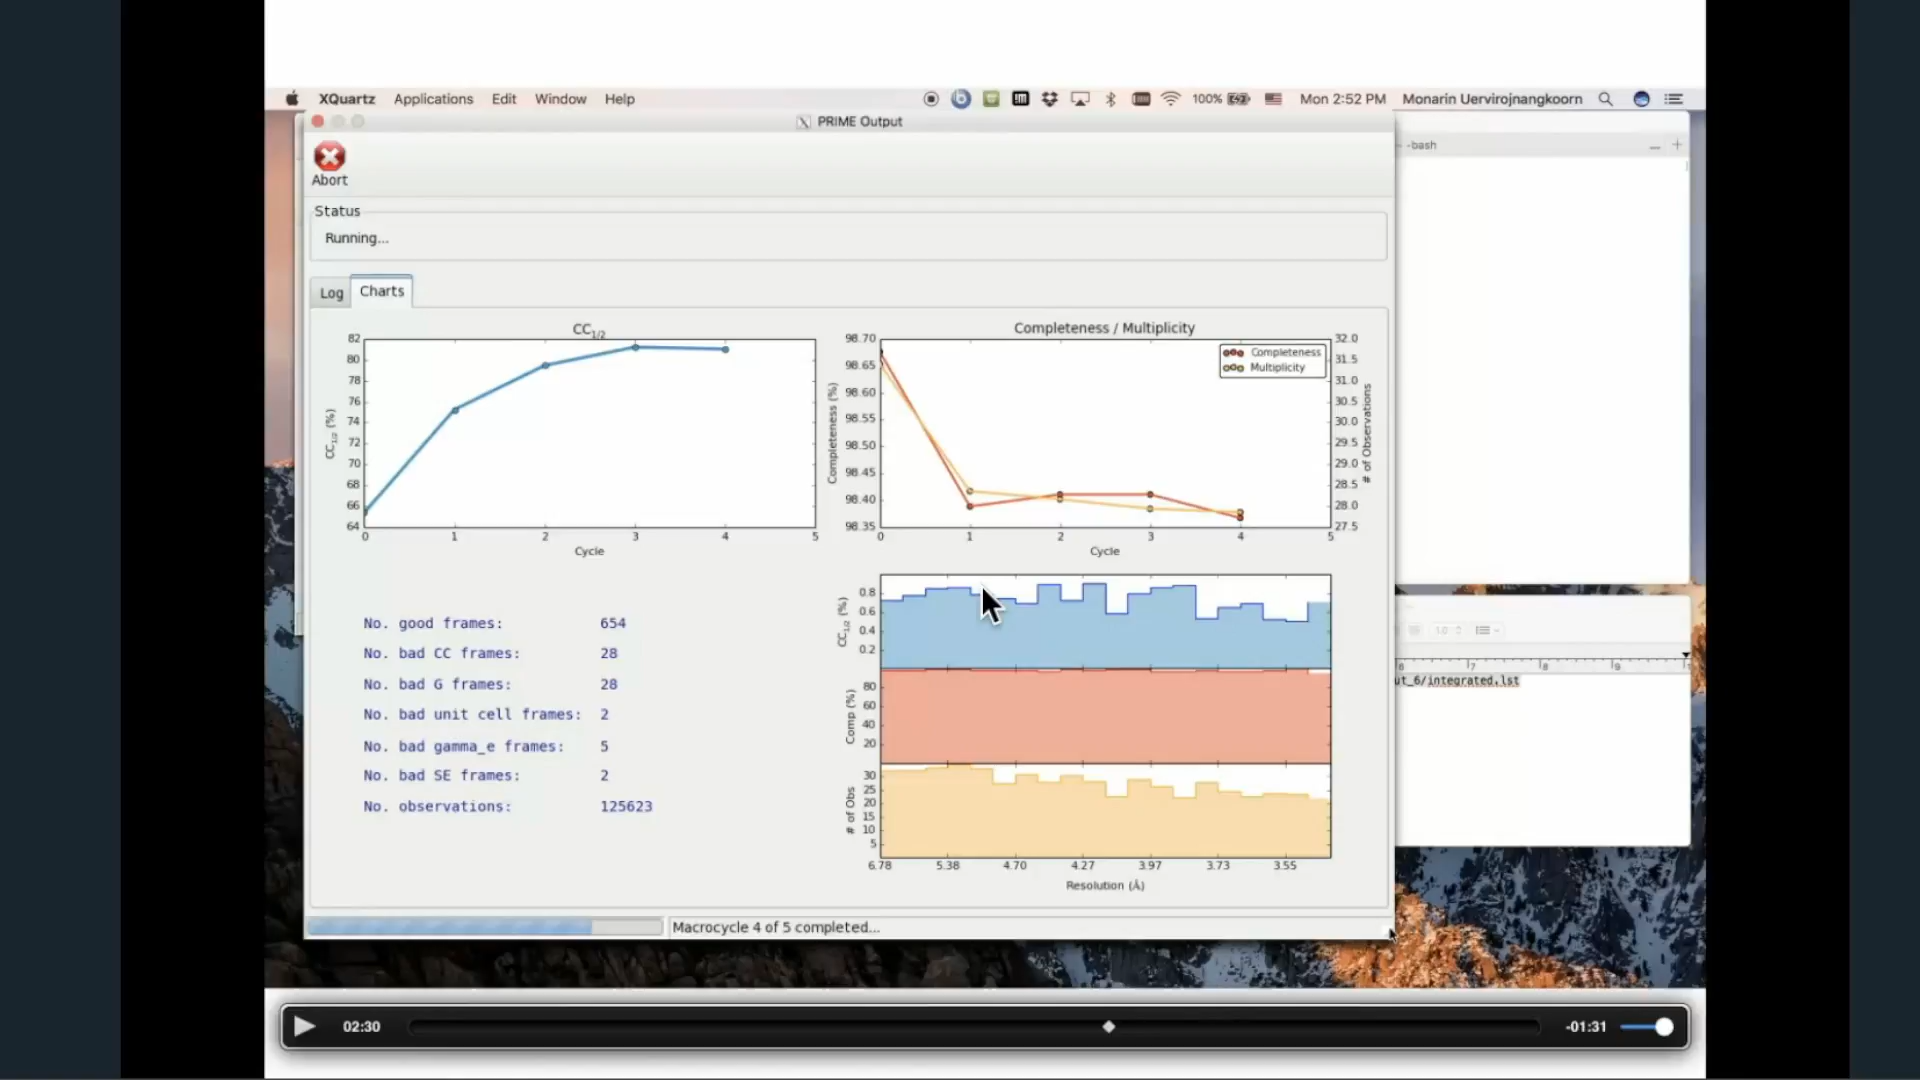 XQuartz Applications Edit Window Help 100% Mon 2:52 PM Monarin Uervirojnangkoorn
PRIME Output
-bash
Abort
Status
Running...
Log Charts
CC1/2
82
80
78
76
74
72
70
68
66
64
CC1/2 (%)
0 1 2 3 4 5
Cycle
Completeness / Multiplicity
Completeness
Multiplicity
98.70
98.65
98.60
98.55
98.50
98.45
98.40
98.35
Completeness (%)
32.0
31.5
31.0
30.5
30.0
29.5
29.0
28.5
28.0
27.5
# of Observations
0 1 2 3 4 5
Cycle
No. good frames: 654
No. bad CC frames: 28
No. bad G frames: 28
No. bad unit cell frames: 2
No. bad gamma_e frames: 5
No. bad SE frames: 2
No. observations: 125623
0.8
0.6
0.4
0.2
CC1/2 (%)
80
60
40
20
Comp (%)
30
25
20
15
10
5
# of Obs
6.78 5.38 4.70 4.27 3.97 3.73 3.55
Resolution (Å)
1.0
6 7 8 9
ut_6/integrated.lst
Macrocycle 4 of 5 completed...
02:30 -01:31